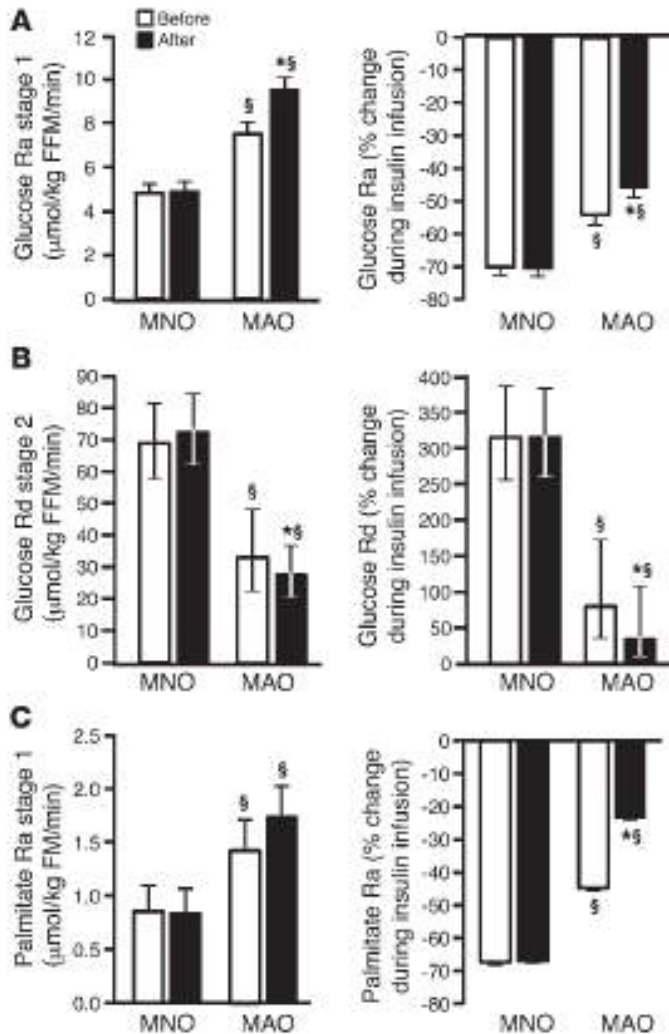 A
Before
After
Glucose Ra stage 1
(μmol/kg FFM/min)
12
10
8
6
4
2
0
§
*§
MNO
MAO
Glucose Ra (% change
during insulin infusion)
0
-10
-20
-30
-40
-50
-60
-70
-80
§
*§
MNO
MAO
B
Glucose Rd stage 2
(μmol/kg FFM/min)
90
80
70
60
50
40
30
20
10
0
§
*§
MNO
MAO
Glucose Rd (% change
during insulin infusion)
400
350
300
250
200
150
100
50
0
§
*§
MNO
MAO
C
Palmitate Ra stage 1
(μmol/kg FM/min)
2.5
2.0
1.5
1.0
0.5
0.0
§
§
MNO
MAO
Palmitate Ra (% change
during insulin infusion)
0
-10
-20
-30
-40
-50
-60
-70
-80
§
*§
MNO
MAO